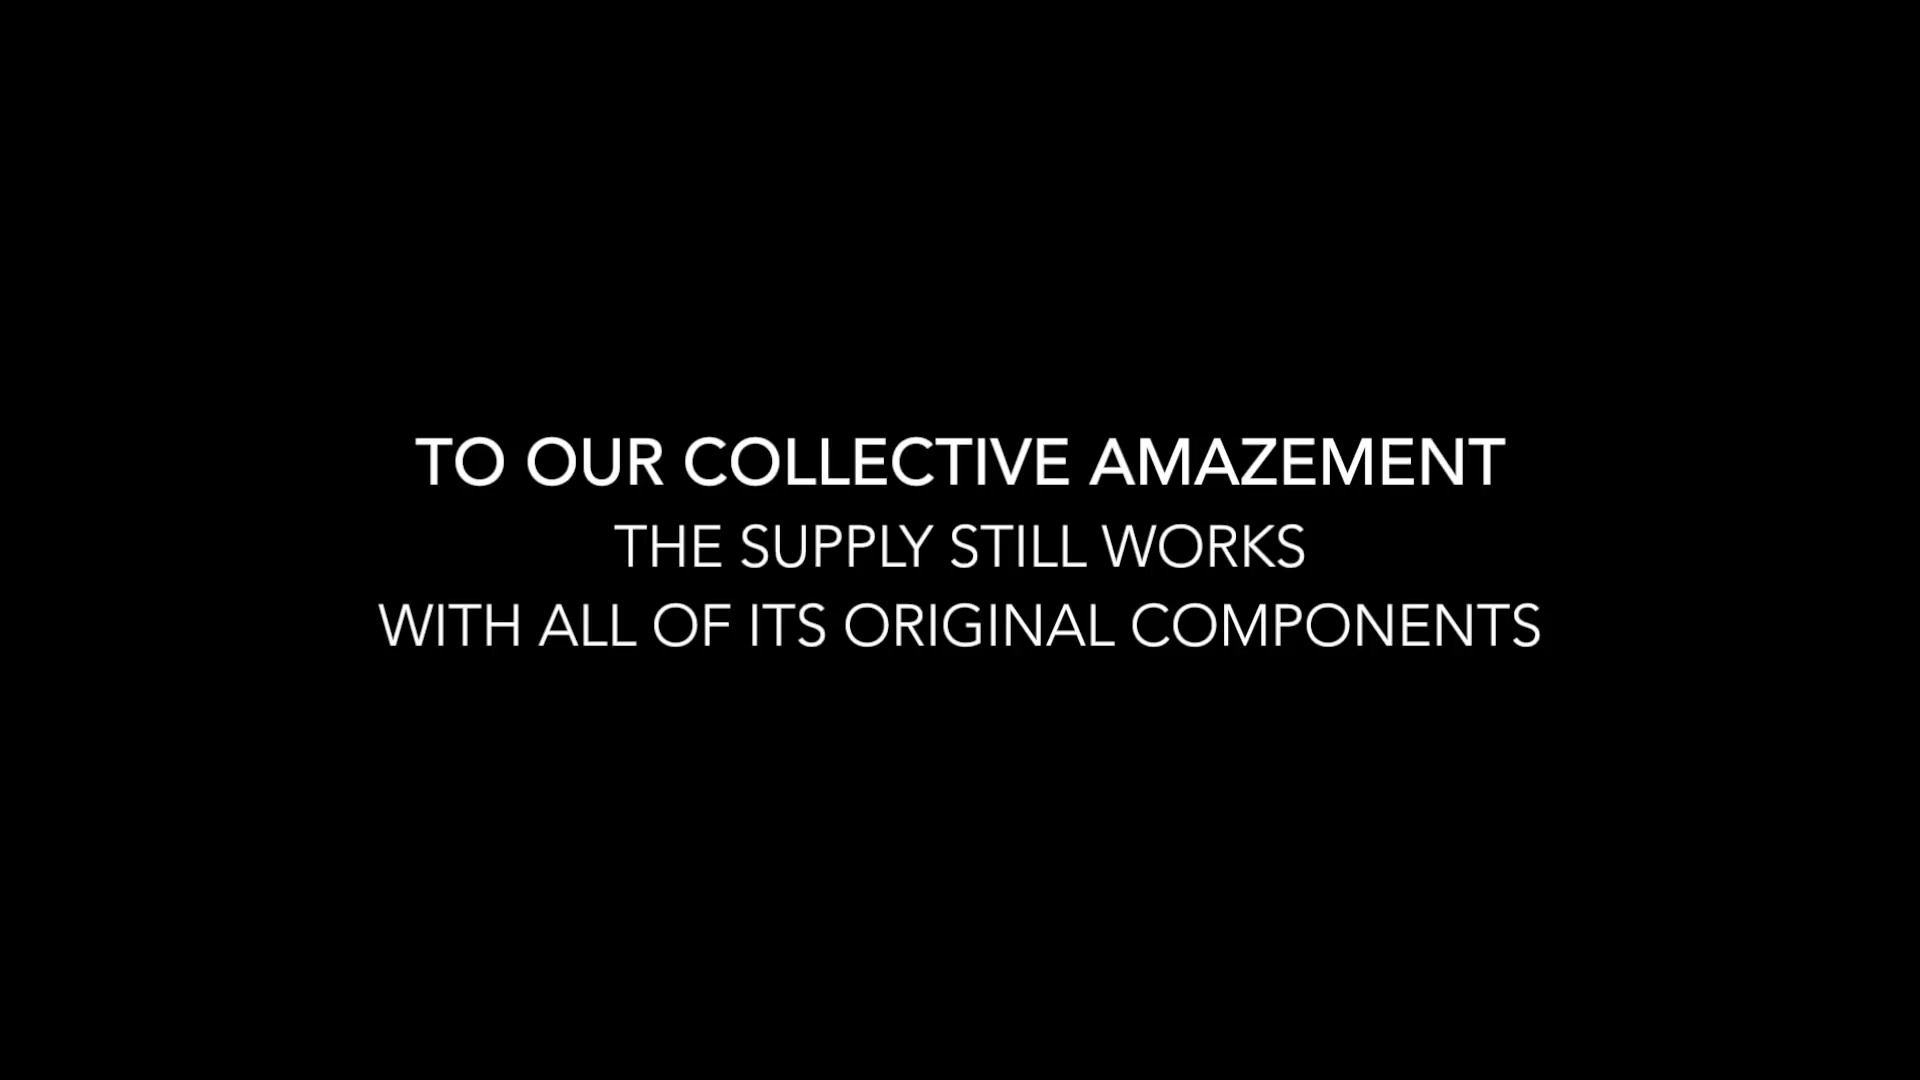 TO OUR COLLECTIVE AMAZEMENT
THE SUPPLY STILL WORKS
WITH ALL OF ITS ORIGINAL COMPONENTS